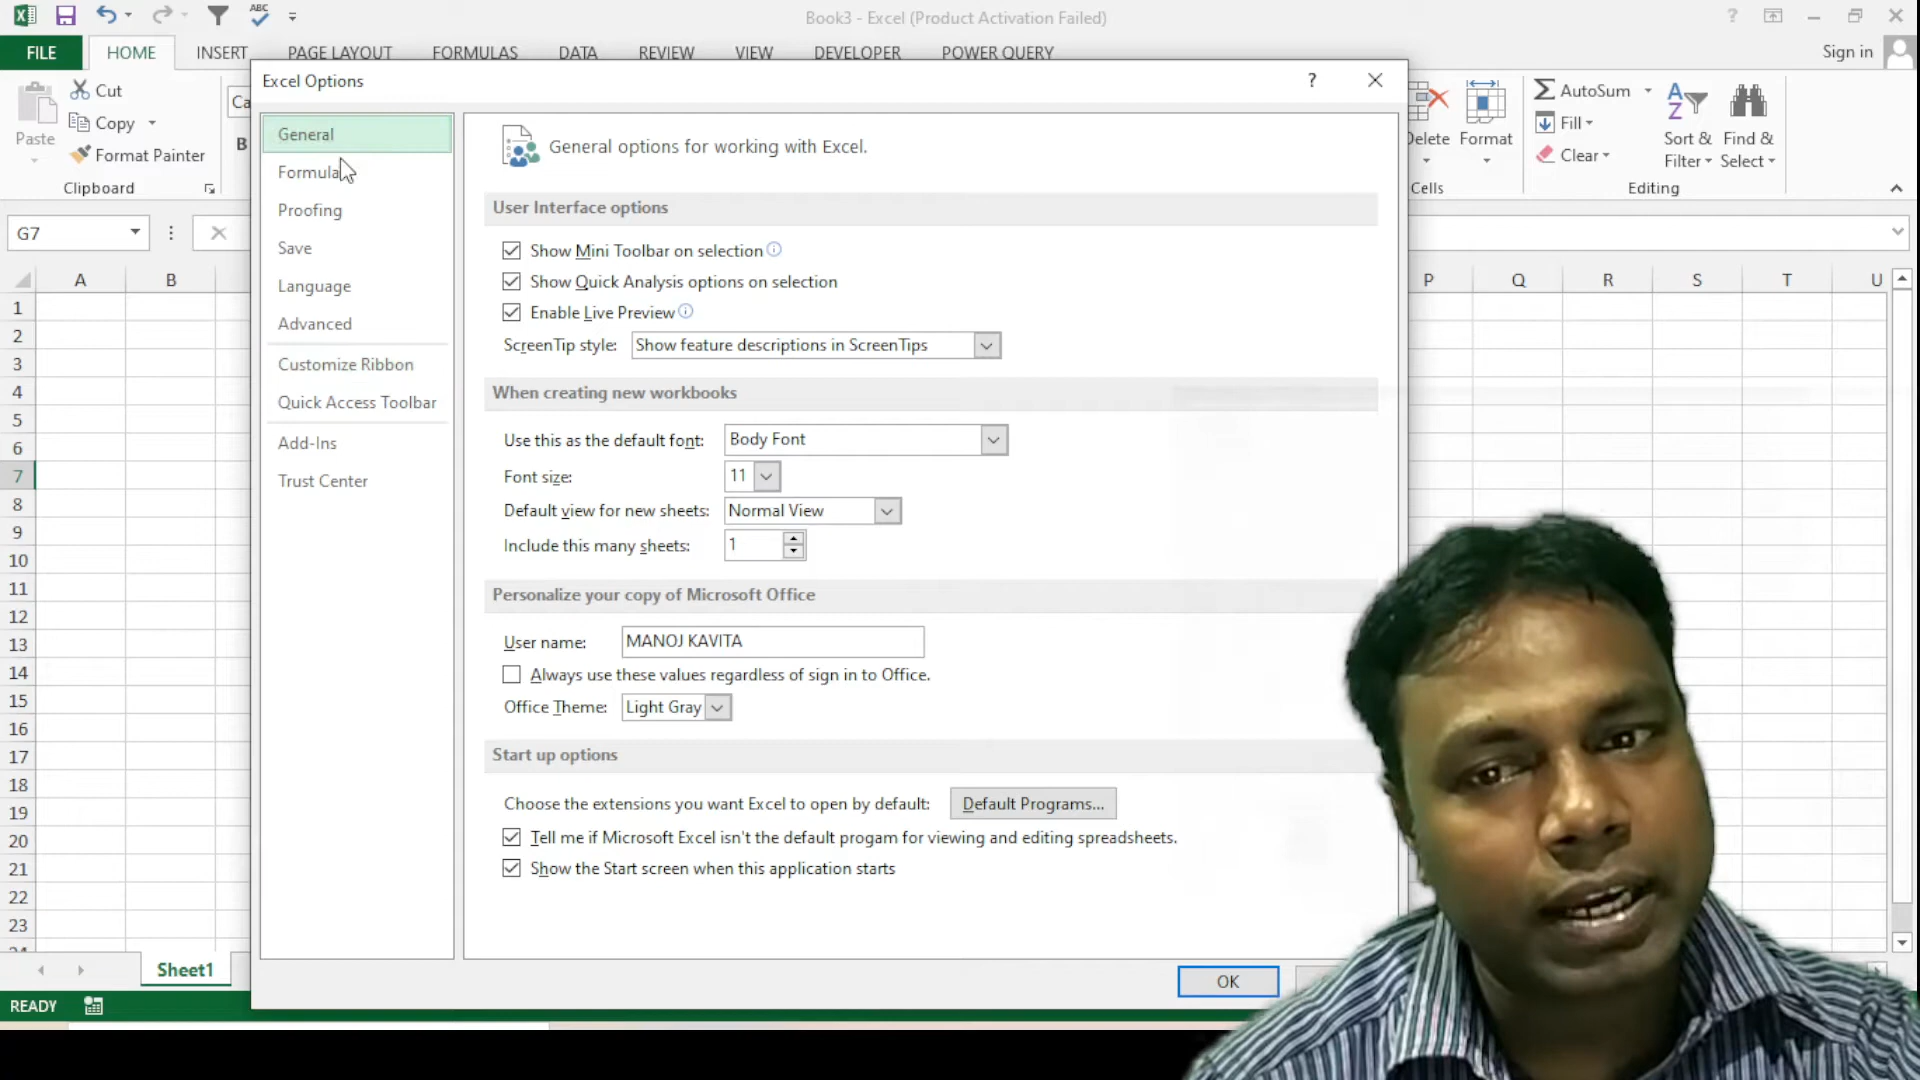 ABC
Book3 - Excel (Product Activation Failed)
FILE HOME INSERT PAGE LAYOUT FORMULAS DATA REVIEW VIEW DEVELOPER POWER QUERY Sign in
Paste
Cut
Copy
Format Painter
Clipboard
Ca
B
Delete
Format
Cells
AutoSum
Fill
Clear
Sort & Filter
Find & Select
Editing
G7
A B P Q R S T U
1
2
3
4
5
6
7
8
9
10
11
12
13
14
15
16
17
18
19
20
21
22
23
24
Excel Options
General
Formulas
Proofing
Save
Language
Advanced
Customize Ribbon
Quick Access Toolbar
Add-Ins
Trust Center
General options for working with Excel.
User Interface options
Show Mini Toolbar on selection
Show Quick Analysis options on selection
Enable Live Preview
ScreenTip style: Show feature descriptions in ScreenTips
When creating new workbooks
Use this as the default font: Body Font
Font size: 11
Default view for new sheets: Normal View
Include this many sheets: 1
Personalize your copy of Microsoft Office
User name: MANOJ KAVITA
Always use these values regardless of sign in to Office.
Office Theme: Light Gray
Start up options
Choose the extensions you want Excel to open by default: Default Programs...
Tell me if Microsoft Excel isn't the default progam for viewing and editing spreadsheets.
Show the Start screen when this application starts
OK
Sheet1
READY